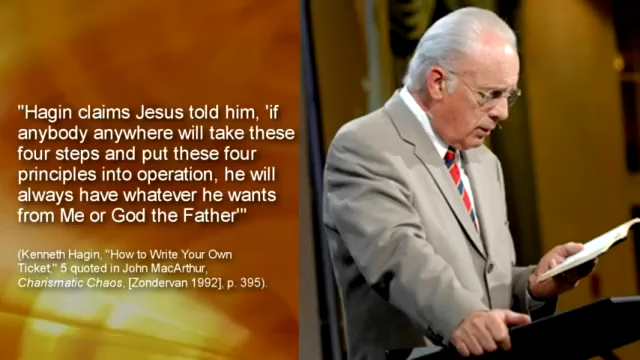 "Hagin claims Jesus told him, 'if
anybody anywhere will take these
four steps and put these four
principles into operation, he will
always have whatever he wants
from Me or God the Father'"
(Kenneth Hagin, "How to Write Your Own
Ticket," 5 quoted in John MacArthur,
Charismatic Chaos, [Zondervan 1992], p. 395).